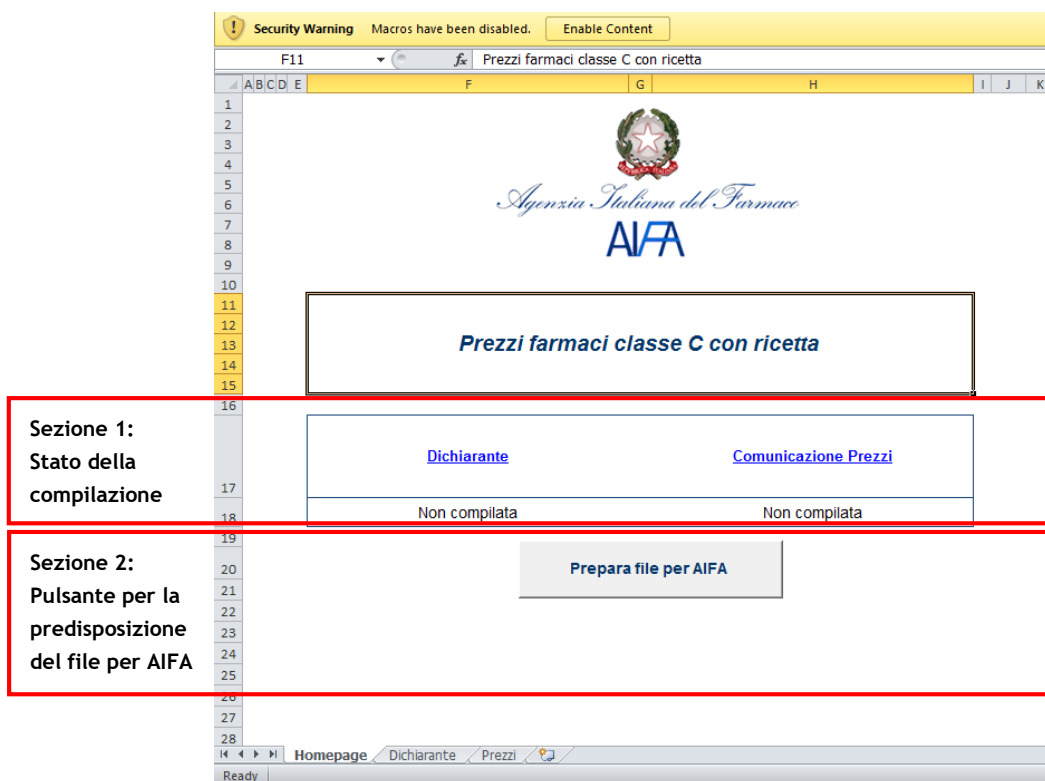 Security Warning Macros have been disabled. Enable Content
F11 fx Prezzi farmaci classe C con ricetta
A B C D E F G H I J K
1
2
3
4
5
6
7
8
9
10
11
12
13
14
15
16
17
18
19
20
21
22
23
24
25
26
27
28
REPVBBLICA ITALIANA
Agenzia Italiana del Farmaco
AIFA
Prezzi farmaci classe C con ricetta
Sezione 1:
Stato della
compilazione
Dichiarante Comunicazione Prezzi
Non compilata Non compilata
Sezione 2:
Pulsante per la
predisposizione
del file per AIFA
Prepara file per AIFA
Homepage Dichiarante Prezzi
Ready